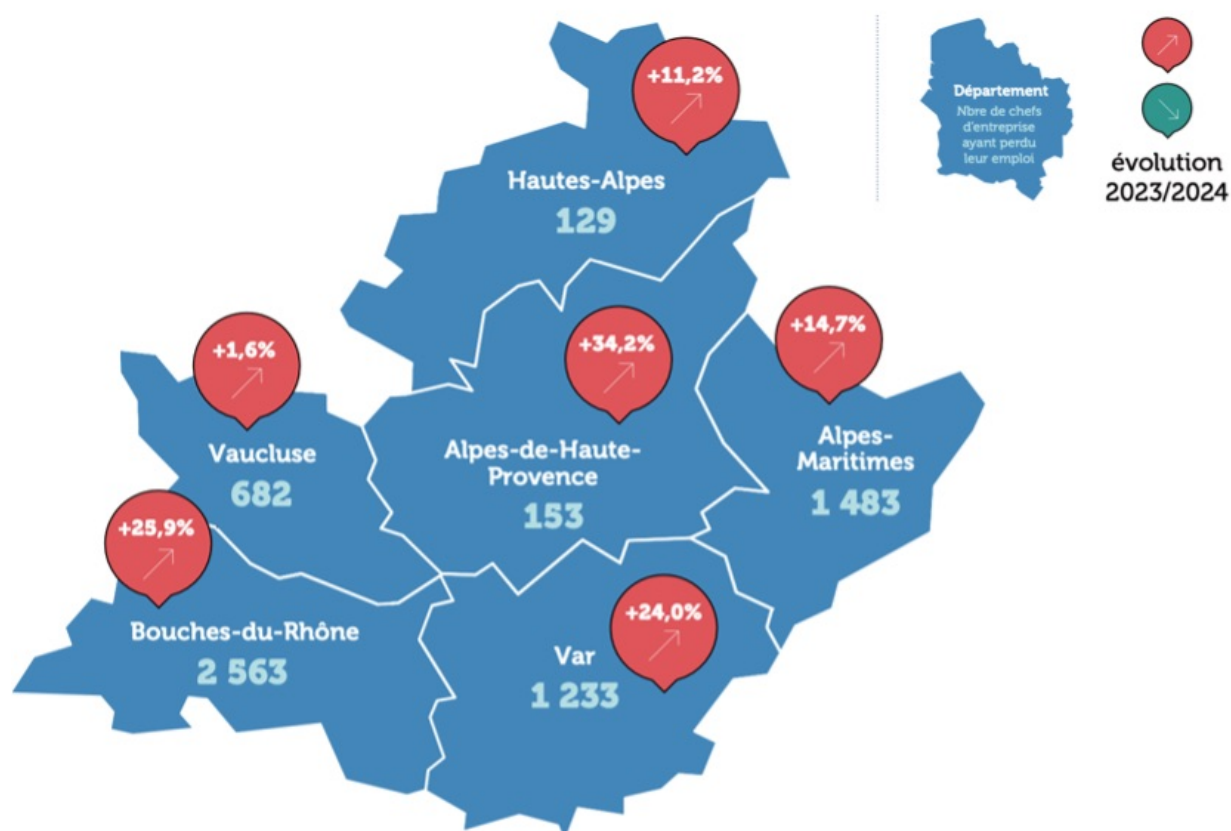 +11,2%
Hautes-Alpes
129
Département
Nbre de chefs
d'entreprise
ayant perdu
leur emploi
évolution
2023/2024
+1,6%
Vaucluse
682
+34,2%
Alpes-de-Haute-
Provence
153
+14,7%
Alpes-
Maritimes
1 483
+25,9%
Bouches-du-Rhône
2 563
+24,0%
Var
1 233